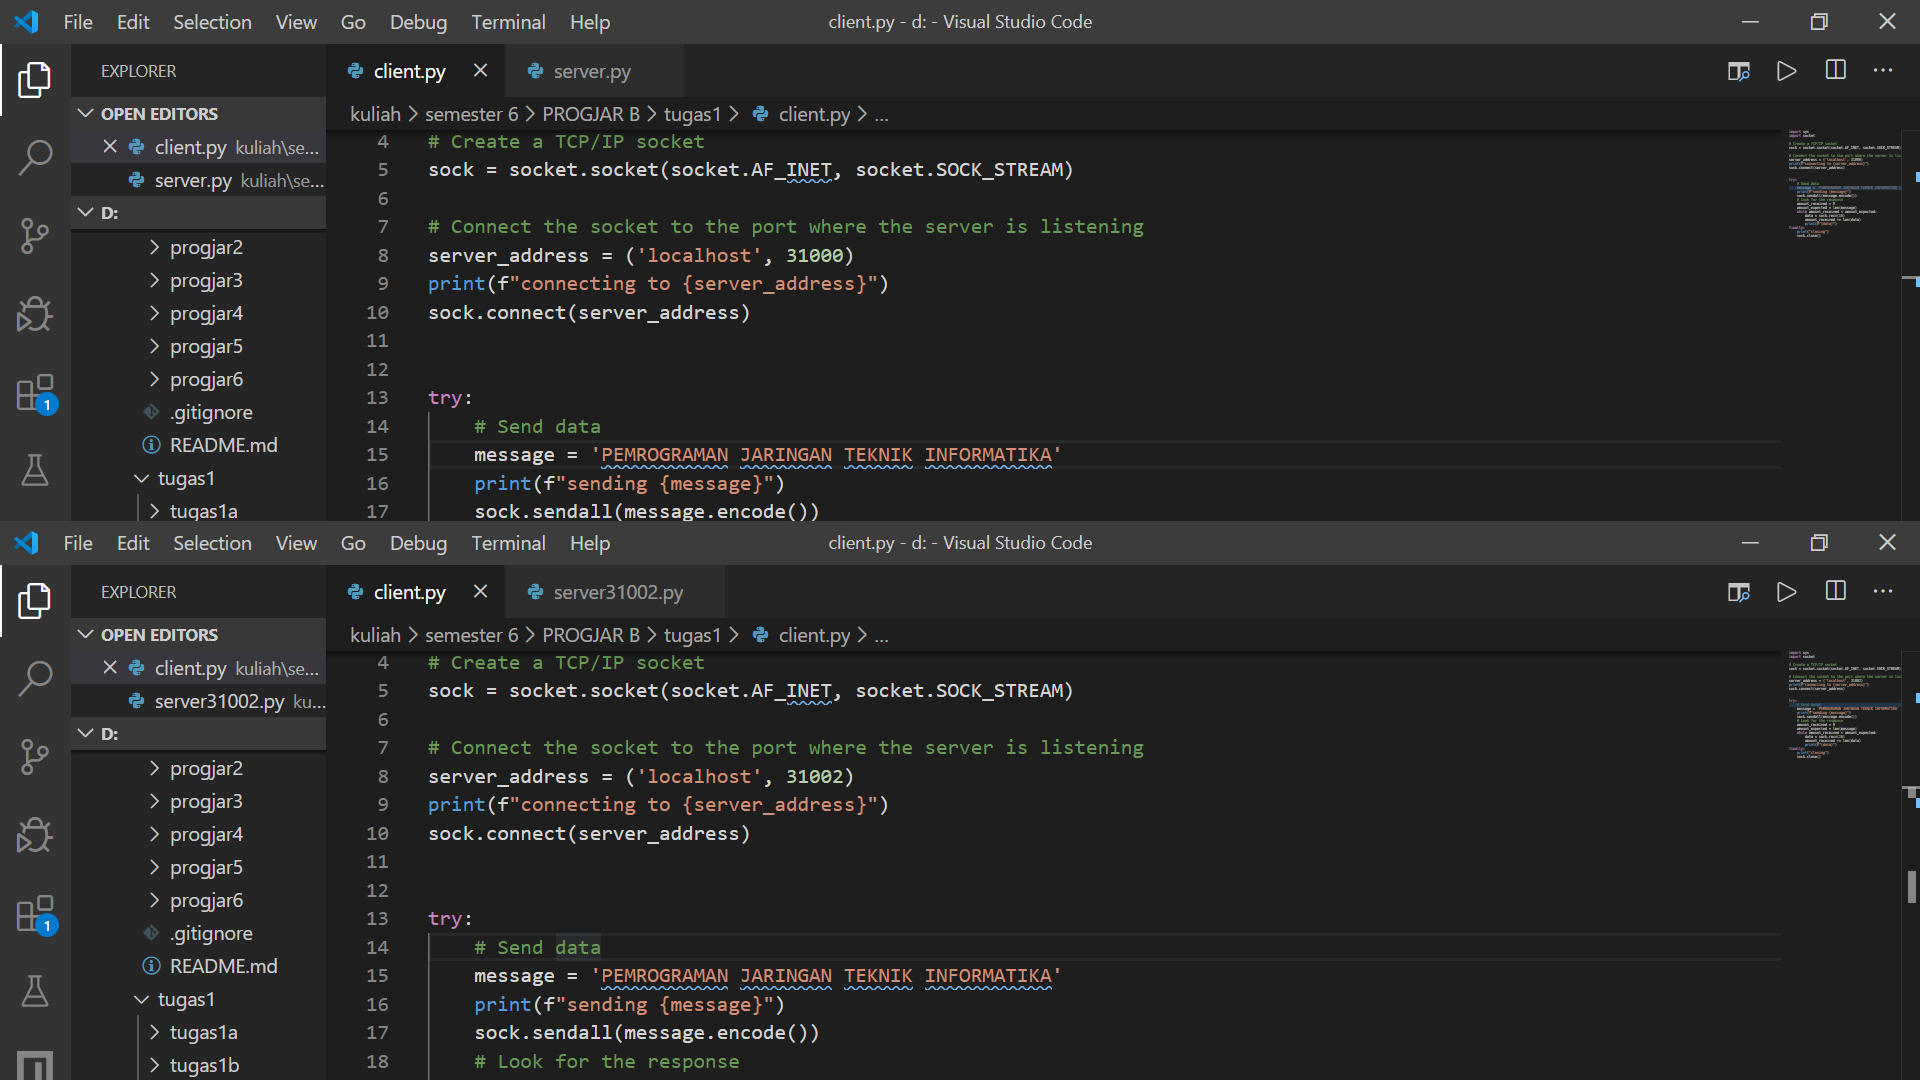 File Edit Selection View Go Debug Terminal Help client.py - d: - Visual Studio Code
EXPLORER client.py server.py
OPEN EDITORS kuliah > semester 6 > PROGJAR B > tugas1 > client.py > ...
client.py kuliah\se...
server.py kuliah\se...
D:
progjar2
progjar3
progjar4
progjar5
progjar6
.gitignore
README.md
tugas1
tugas1a
1
4 # Create a TCP/IP socket
5 sock = socket.socket(socket.AF_INET, socket.SOCK_STREAM)
6
7 # Connect the socket to the port where the server is listening
8 server_address = ('localhost', 31000)
9 print(f"connecting to {server_address}")
10 sock.connect(server_address)
11
12
13 try:
14 # Send data
15 message = 'PEMROGRAMAN JARINGAN TEKNIK INFORMATIKA'
16 print(f"sending {message}")
17 sock.sendall(message.encode())
File Edit Selection View Go Debug Terminal Help client.py - d: - Visual Studio Code
EXPLORER client.py server31002.py
OPEN EDITORS kuliah > semester 6 > PROGJAR B > tugas1 > client.py > ...
client.py kuliah\se...
server31002.py ku...
D:
progjar2
progjar3
progjar4
progjar5
progjar6
.gitignore
README.md
tugas1
tugas1a
tugas1b
1
4 # Create a TCP/IP socket
5 sock = socket.socket(socket.AF_INET, socket.SOCK_STREAM)
6
7 # Connect the socket to the port where the server is listening
8 server_address = ('localhost', 31002)
9 print(f"connecting to {server_address}")
10 sock.connect(server_address)
11
12
13 try:
14 # Send data
15 message = 'PEMROGRAMAN JARINGAN TEKNIK INFORMATIKA'
16 print(f"sending {message}")
17 sock.sendall(message.encode())
18 # Look for the response